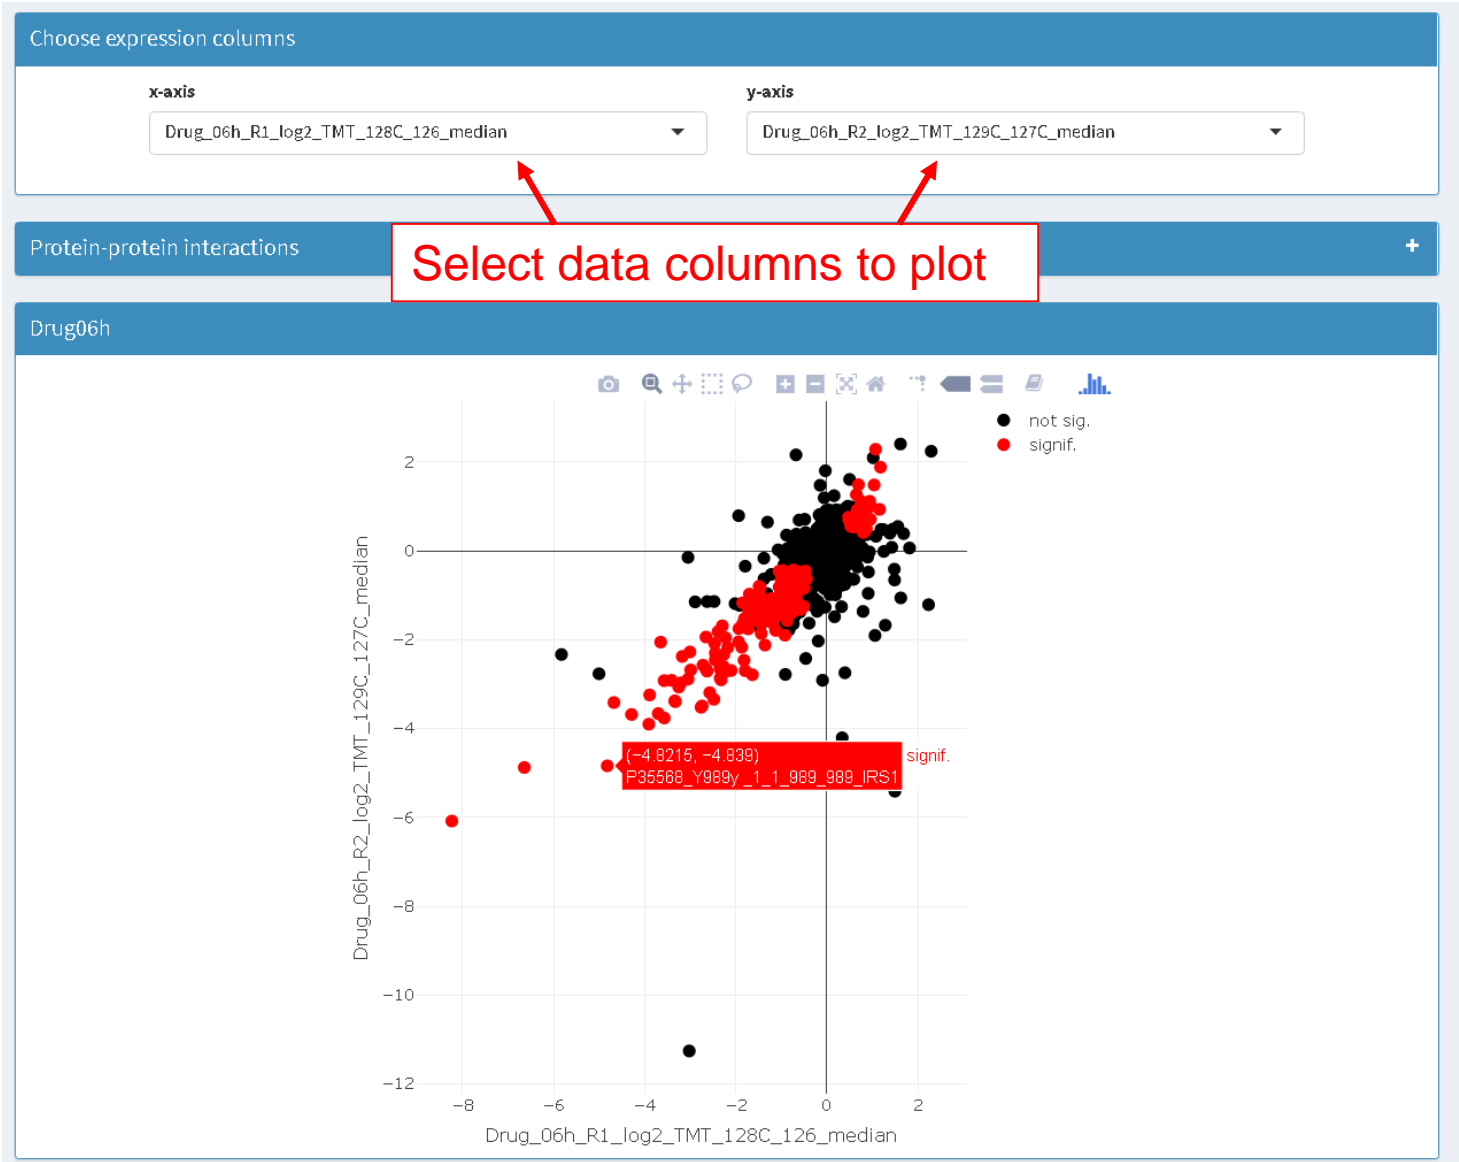 Choose expression columns
x-axis
y-axis
Drug_06h_R1_log2_TMT_128C_126_median
Drug_06h_R2_log2_TMT_129C_127C_median
Protein-protein interactions
+
Select data columns to plot
Drug06h
not sig.
signif.
2
0
−2
−4
−6
−8
−10
−12
Drug_06h_R2_log2_TMT_129C_127C_median
(−4.8215, −4.839)
P35568_Y989y _1_1_989_989_IRS1
signif.
−8
−6
−4
−2
0
2
Drug_06h_R1_log2_TMT_128C_126_median